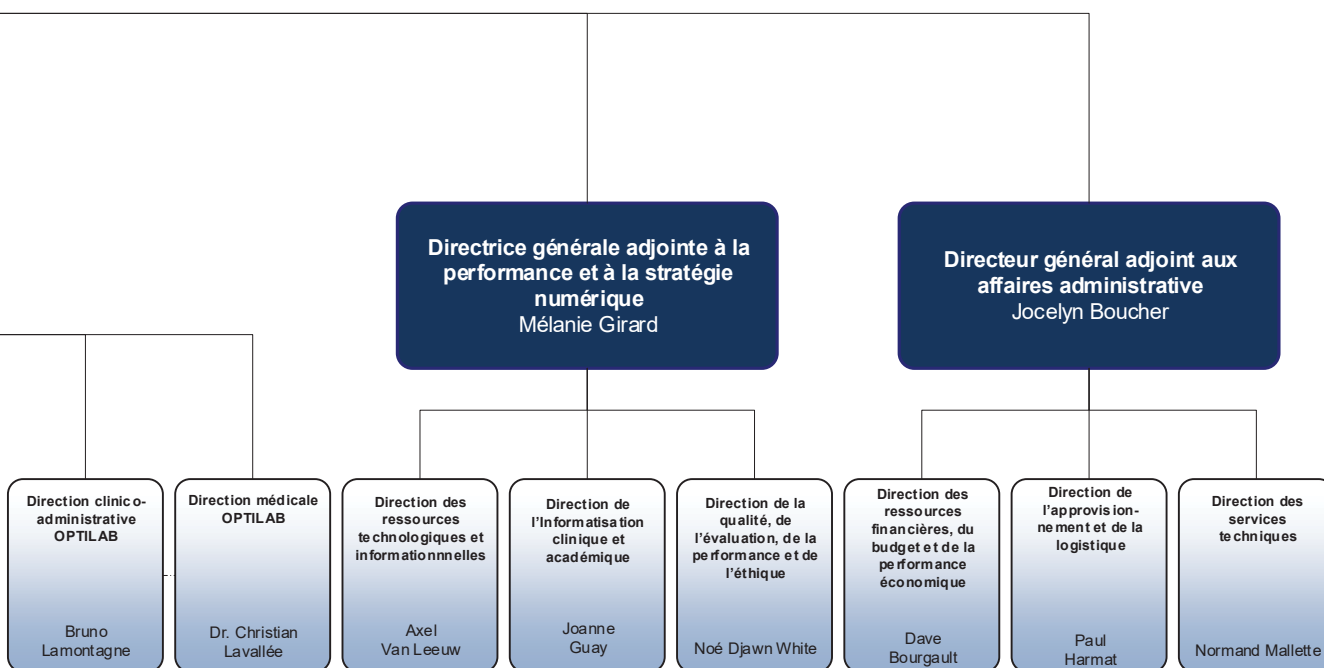 Directrice générale adjointe à la
performance et à la stratégie
numérique
Mélanie Girard
Directeur général adjoint aux
affaires administrative
Jocelyn Boucher
Direction clinico-
administrative
OPTILAB
Bruno
Lamontagne
Direction médicale
OPTILAB
Dr. Christian
Lavallée
Direction des
ressources
technologiques et
informationnnelles
Axel
Van Leeuw
Direction de
l'Informatisation
clinique et
académique
Joanne
Guay
Direction de la
qualité, de
l'évaluation, de la
performance et de
l'éthique
Noé Djawn White
Direction des
ressources
financières, du
budget et de la
performance
économique
Dave
Bourgault
Direction de
l'approvision-
nement et de la
logistique
Paul
Harmat
Direction des
services
techniques
Normand Mallette